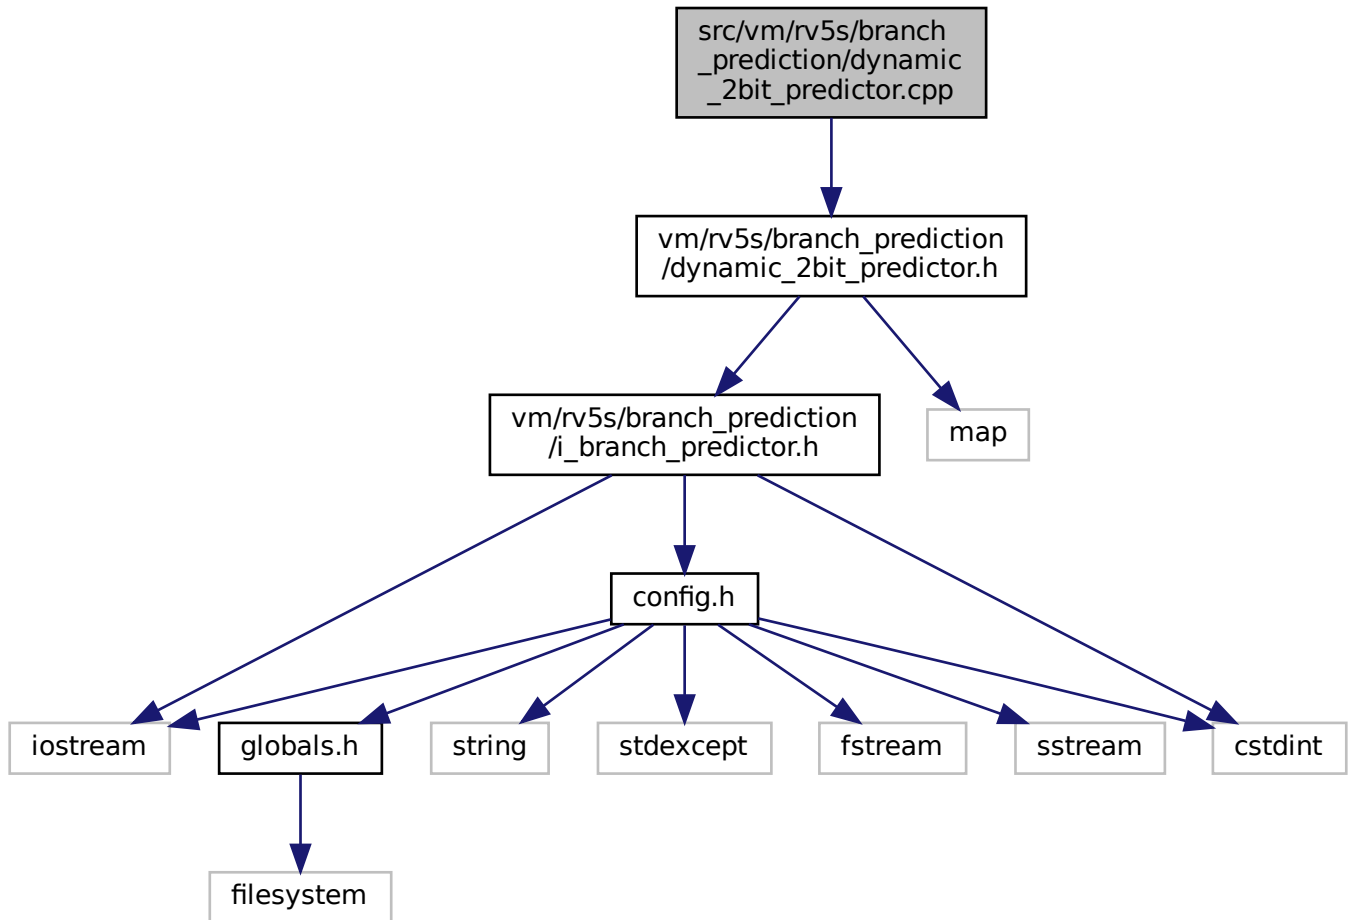 src/vm/rv5s/branch
_prediction/dynamic
_2bit_predictor.cpp
vm/rv5s/branch_prediction
/dynamic_2bit_predictor.h
vm/rv5s/branch_prediction
/i_branch_predictor.h
map
config.h
iostream
globals.h
string
stdexcept
fstream
sstream
cstdint
filesystem